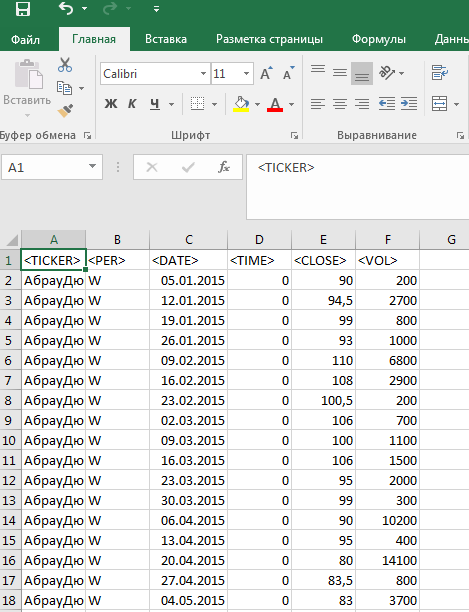 Файл Главная Вставка Разметка страницы Формулы Данны
Calibri 11 А А
Вставить Ж К Ч А
Буфер обмена Шрифт Выравнивание
A1 fx <TICKER>
A B C D E F G
1 <TICKER> <PER> <DATE> <TIME> <CLOSE> <VOL>
2 АбрауДю W 05.01.2015 0 90 200
3 АбрауДю W 12.01.2015 0 94,5 2700
4 АбрауДю W 19.01.2015 0 99 800
5 АбрауДю W 26.01.2015 0 93 1000
6 АбрауДю W 09.02.2015 0 110 6800
7 АбрауДю W 16.02.2015 0 108 2900
8 АбрауДю W 23.02.2015 0 100,5 200
9 АбрауДю W 02.03.2015 0 106 700
10 АбрауДю W 09.03.2015 0 100 1100
11 АбрауДю W 16.03.2015 0 106 1500
12 АбрауДю W 23.03.2015 0 95 2000
13 АбрауДю W 30.03.2015 0 99 300
14 АбрауДю W 06.04.2015 0 90 10200
15 АбрауДю W 13.04.2015 0 95 400
16 АбрауДю W 20.04.2015 0 80 14100
17 АбрауДю W 27.04.2015 0 83,5 800
18 АбрауДю W 04.05.2015 0 83 3700